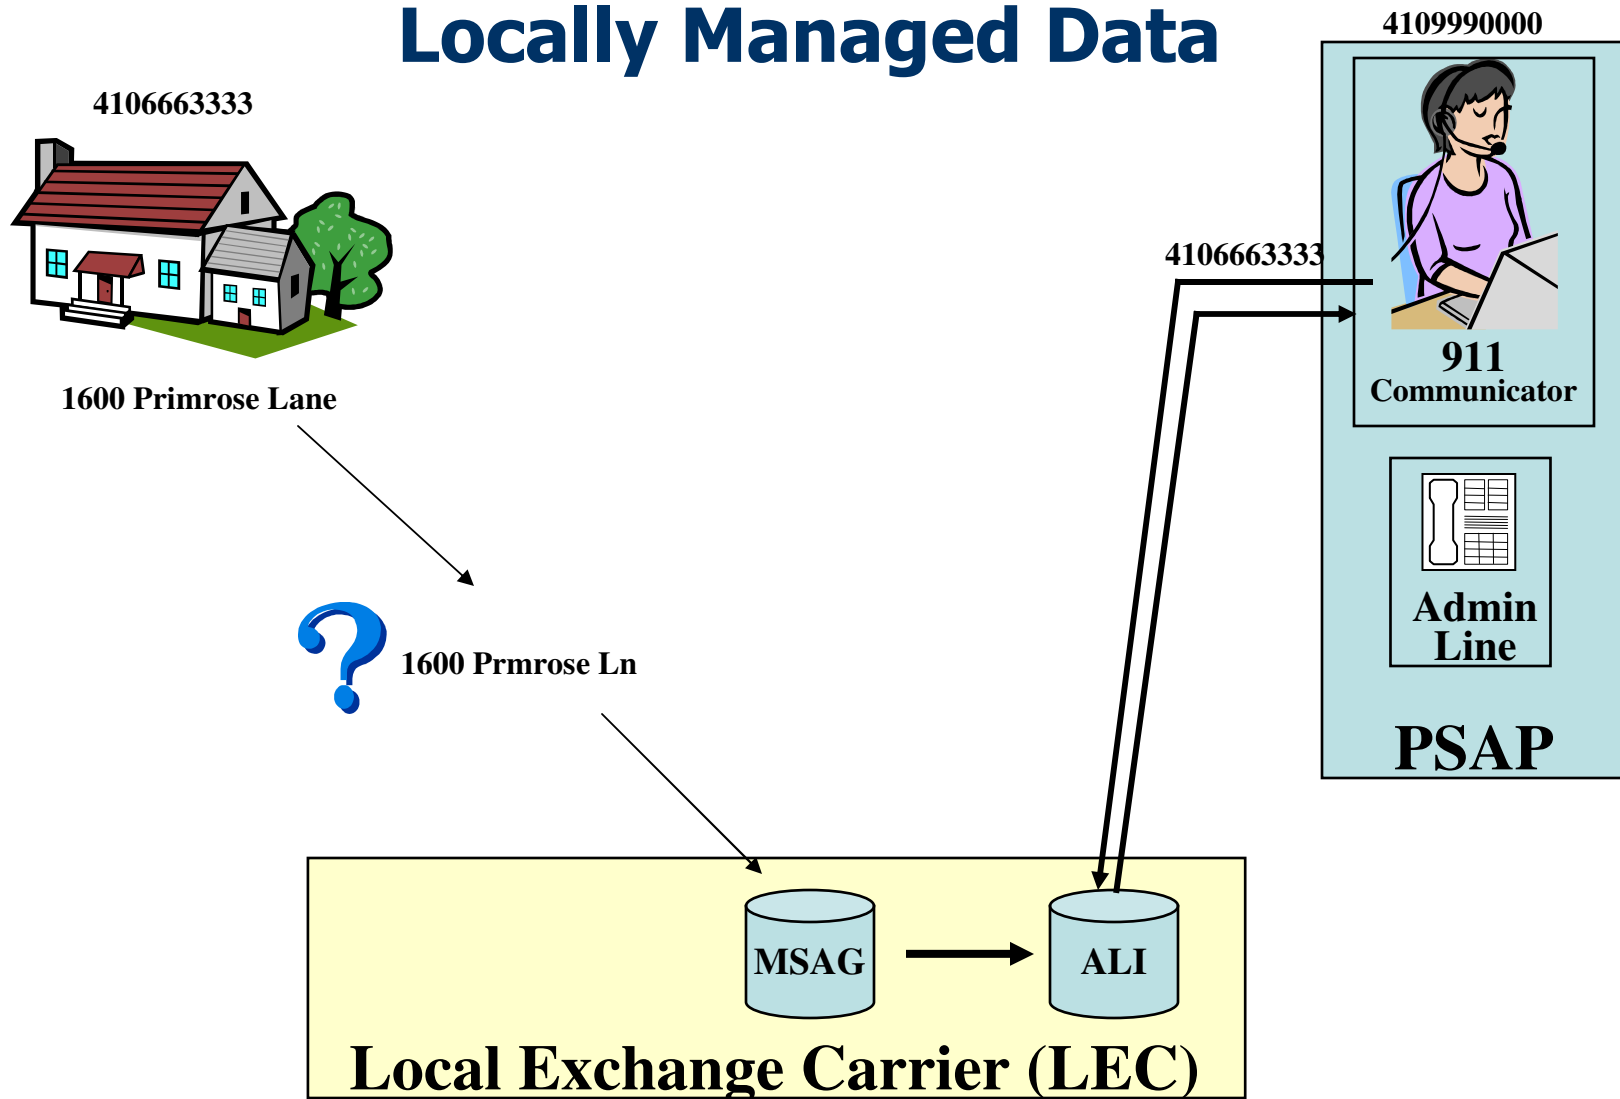 Locally Managed Data
4109990000
4106663333
4106663333
911
Communicator
1600 Primrose Lane
Admin
Line
1600 Prmrose Ln
PSAP
MSAG
ALI
Local Exchange Carrier (LEC)